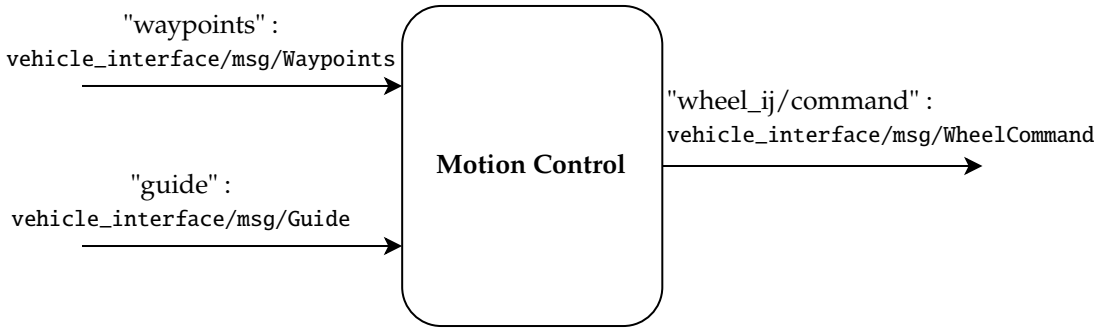 "waypoints" :
vehicle_interface/msg/Waypoints
"guide" :
vehicle_interface/msg/Guide
Motion Control
"wheel_ij/command" :
vehicle_interface/msg/WheelCommand